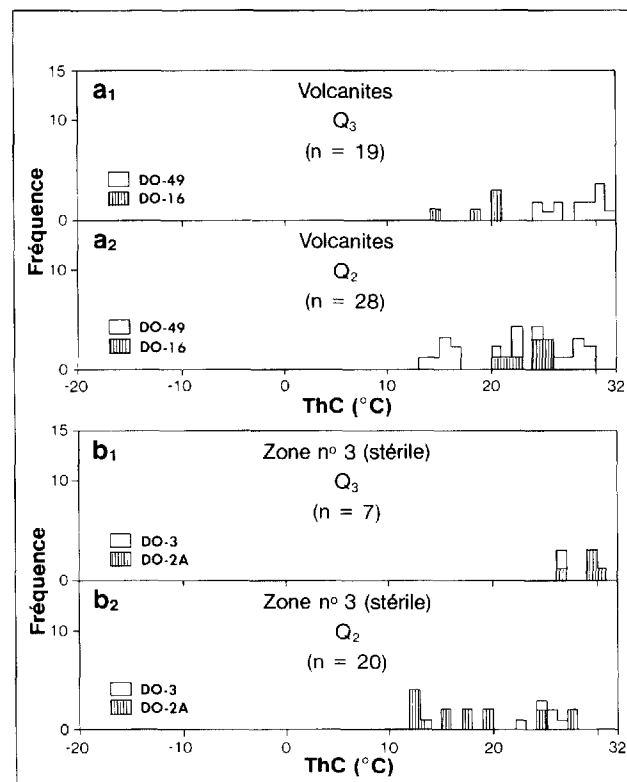 a1 Volcanites
Q3
(n = 19)
DO-49
DO-16
15
10
0
Fréquence
a2 Volcanites
Q2
(n = 28)
DO-49
DO-16
10
0
-20 -10 0 10 20 32
ThC (°C)
b1 Zone nº 3 (stérile)
Q3
(n = 7)
DO-3
DO-2A
15
10
0
Fréquence
b2 Zone nº 3 (stérile)
Q2
(n = 20)
DO-3
DO-2A
10
0
-20 -10 0 10 20 32
ThC (°C)